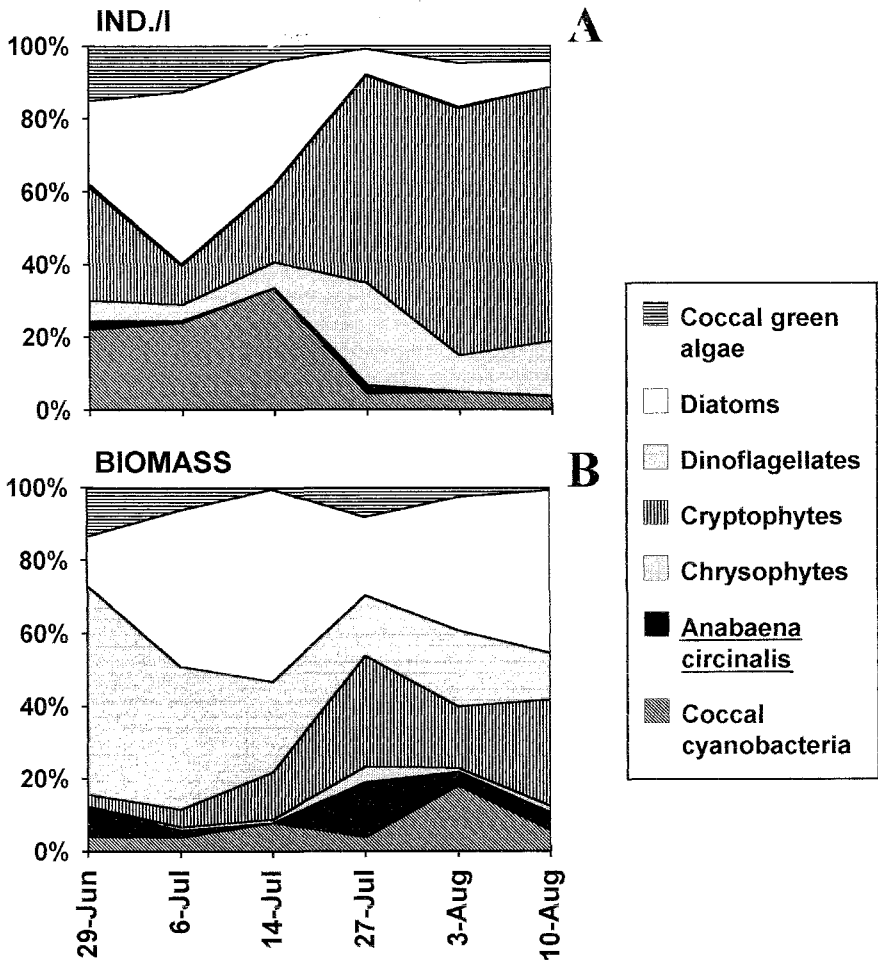 IND./l
A
100%
80%
60%
40%
20%
0%
BIOMASS
B
100%
80%
60%
40%
20%
0%
29-Jun
6-Jul
14-Jul
27-Jul
3-Aug
10-Aug
Coccal green
algae
Diatoms
Dinoflagellates
Cryptophytes
Chrysophytes
Anabaena
circinalis
Coccal
cyanobacteria